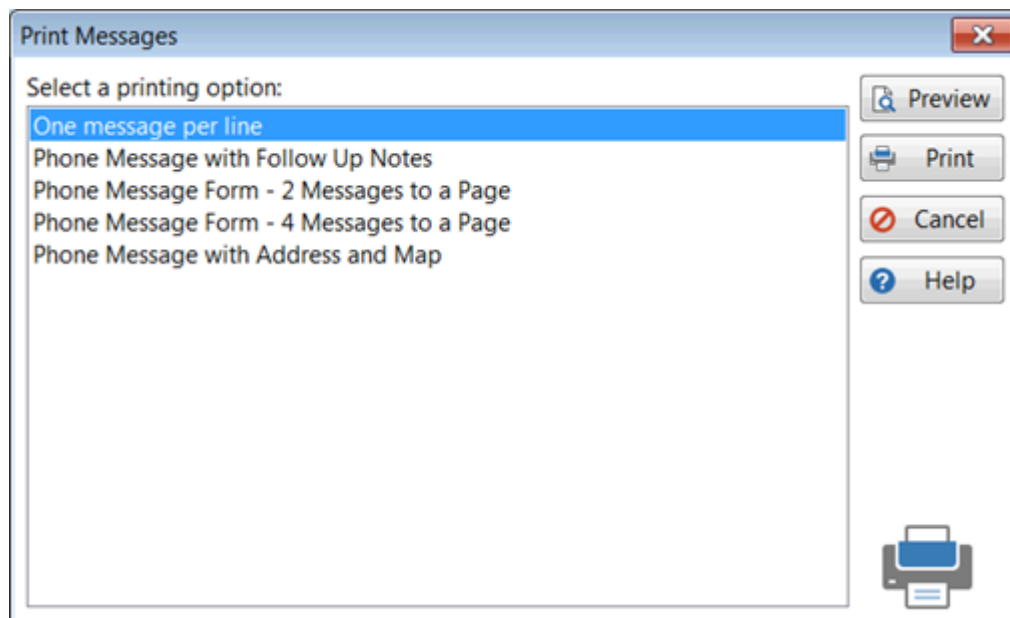 Print Messages
Select a printing option:
One message per line
Phone Message with Follow Up Notes
Phone Message Form - 2 Messages to a Page
Phone Message Form - 4 Messages to a Page
Phone Message with Address and Map
Preview
Print
Cancel
Help